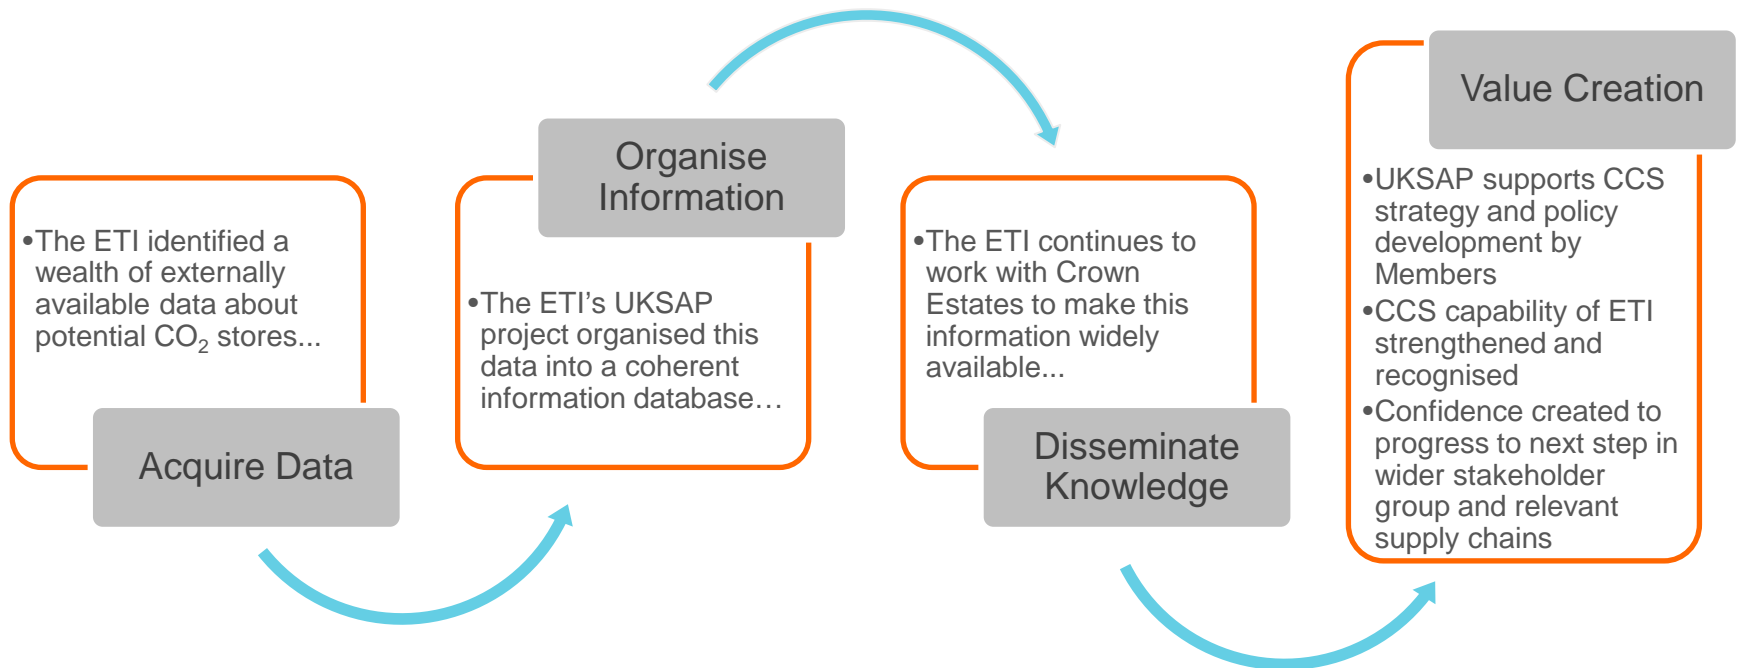 •The ETI identified a
wealth of externally
available data about
potential CO₂ stores...
Acquire Data
Organise
Information
•The ETI’s UKSAP
project organised this
data into a coherent
information database…
•The ETI continues to
work with Crown
Estates to make this
information widely
available...
Disseminate
Knowledge
Value Creation
•UKSAP supports CCS
strategy and policy
development by
Members
•CCS capability of ETI
strengthened and
recognised
•Confidence created to
progress to next step in
wider stakeholder
group and relevant
supply chains